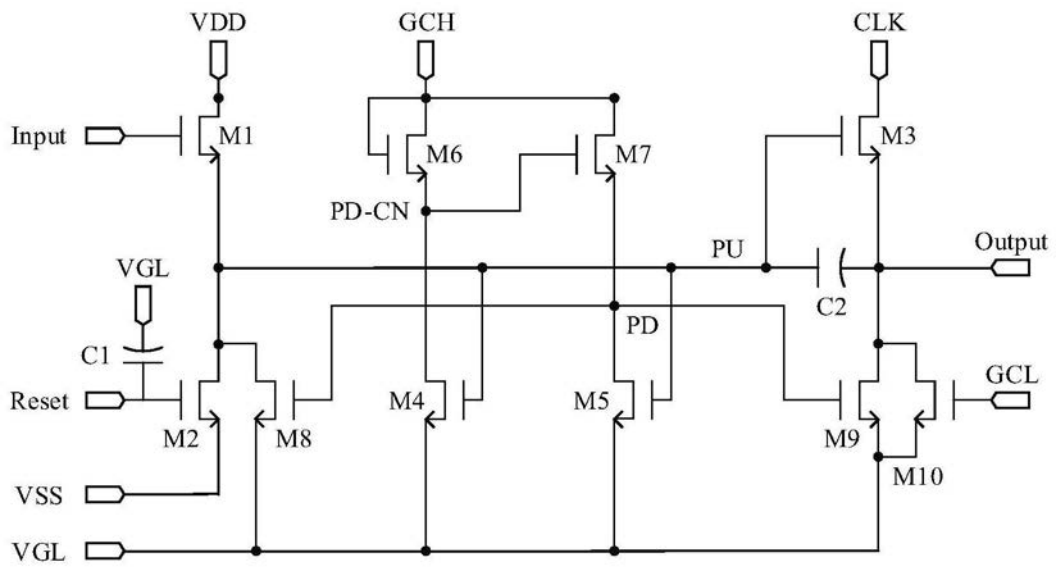 VDD
GCH
CLK
Input
M1
M6
M7
M3
PD-CN
PU
Output
VGL
C2
PD
C1
Reset
M2
M8
M4
M5
M9
GCL
M10
VSS
VGL